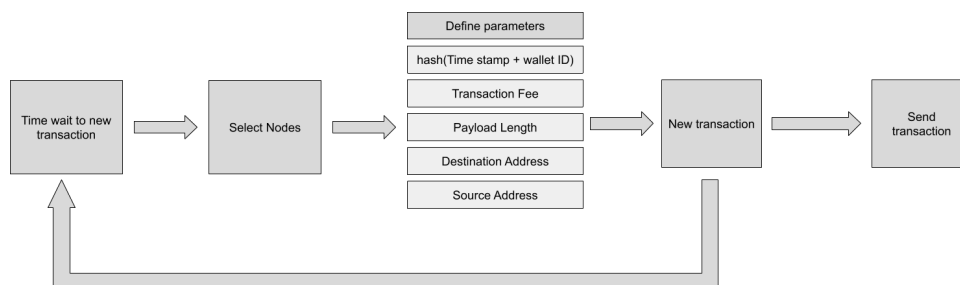 Time wait to new
transaction
Select Nodes
Define parameters
hash(Time stamp + wallet ID)
Transaction Fee
Payload Length
Destination Address
Source Address
New transaction
Send
transaction